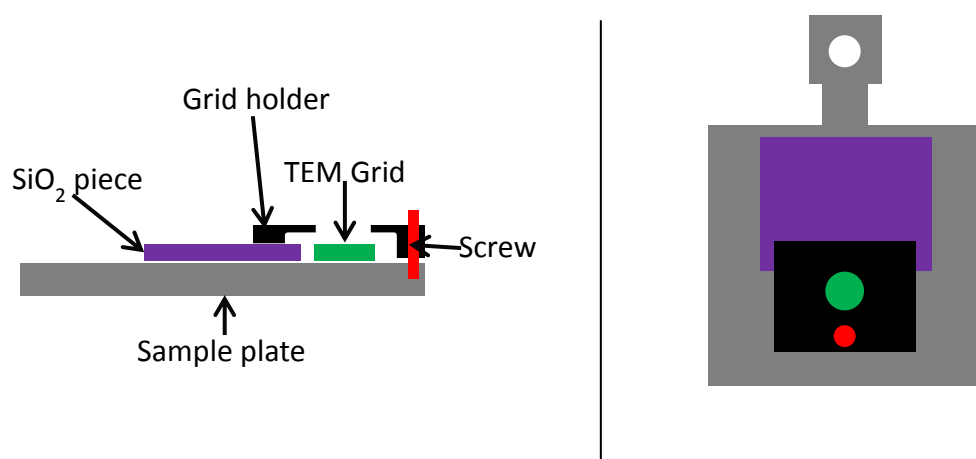 Grid holder
TEM Grid
SiO₂ piece
Screw
Sample plate